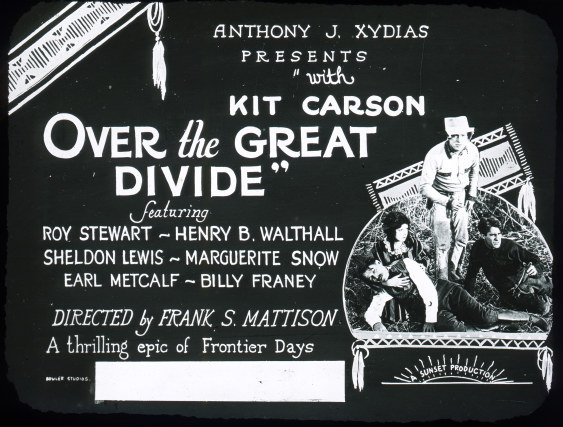 ANTHONY J. XYDIAS
PRESENTS
"with
KIT CARSON
OVER the GREAT
DIVIDE"
featuring
ROY STEWART ~ HENRY B. WALTHALL
SHELDON LEWIS ~ MARGUERITE SNOW
EARL METCALF ~ BILLY FRANEY
DIRECTED by FRANK S. MATTISON
A thrilling epic of Frontier Days
A SUNSET PRODUCTION